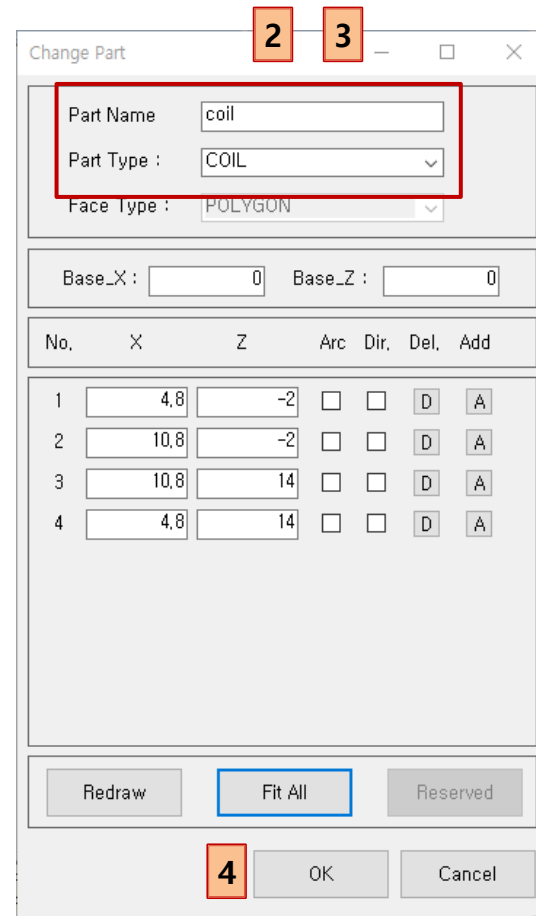 2 3
Change Part
Part Name coil
Part Type : COIL
Face Type : POLYGON
Base_X : 0 Base_Z : 0
No, X Z Arc Dir, Del, Add
1 4,8 -2 D A
2 10,8 -2 D A
3 10,8 14 D A
4 4,8 14 D A
Redraw Fit All Reserved
4 OK Cancel